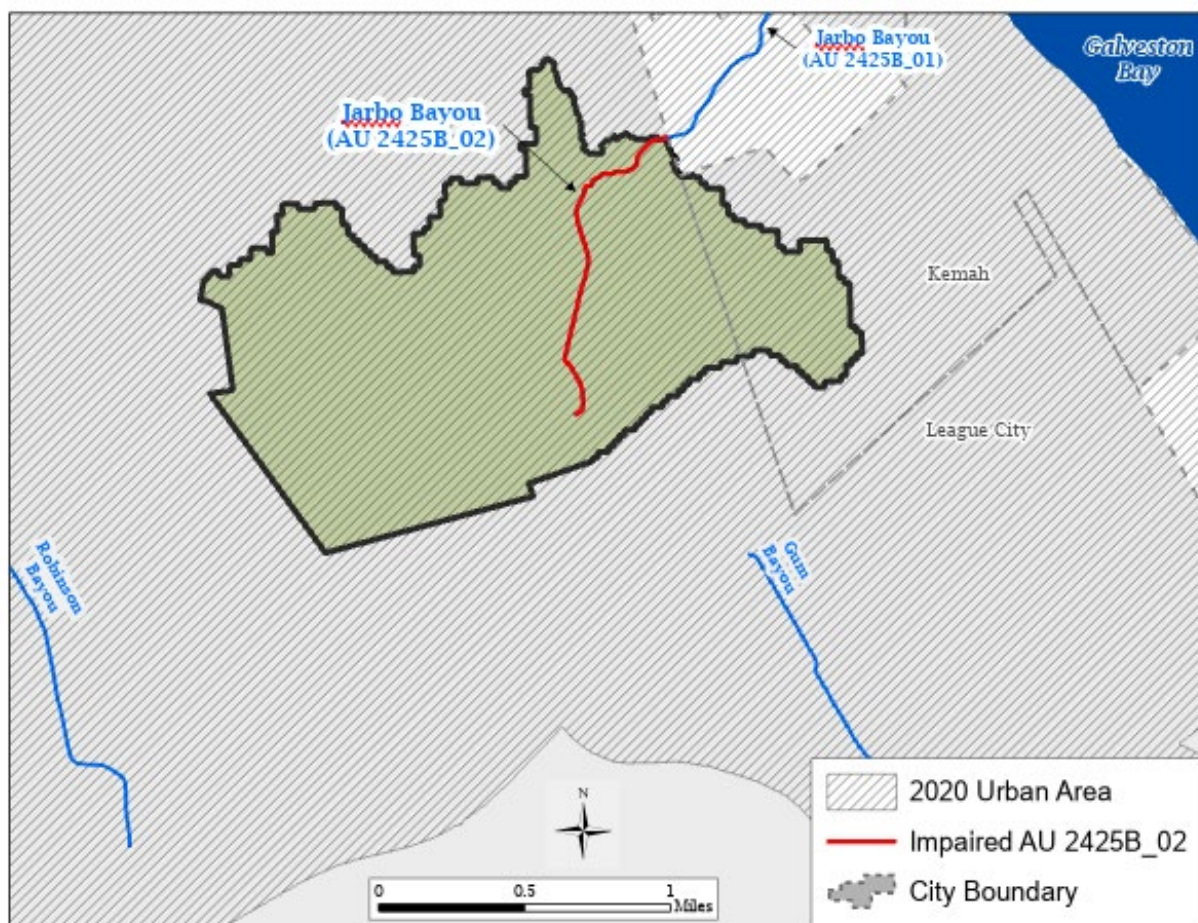 Jarbo Bayou
(AU 2425B_01)
Galveston
Bay
Jarbo Bayou
(AU 2425B_02)
Kemah
League City
Robinson
Bayou
Gum
Bayou
N
0 0.5 1
Miles
2020 Urban Area
Impaired AU 2425B_02
City Boundary